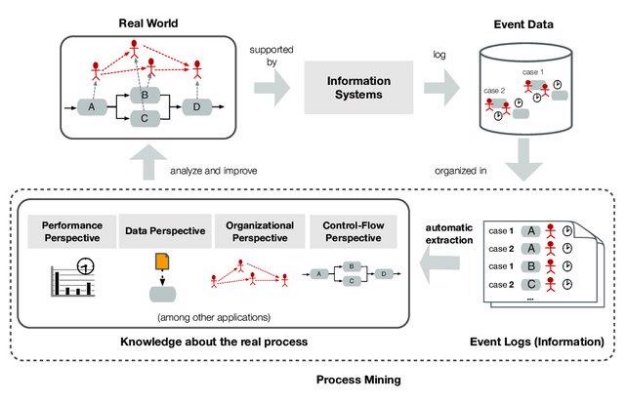 Real World
Event Data
supported
by
Information
Systems
log
case 1
case 2
A
B
C
D
analyze and improve
organized in
Performance
Perspective
Data Perspective
Organizational
Perspective
Control-Flow
Perspective
A
B
C
D
(among other applications)
Knowledge about the real process
automatic
extraction
case 1 A
case 2 A
case 1 B
case 2 C
...
Event Logs (Information)
Process Mining